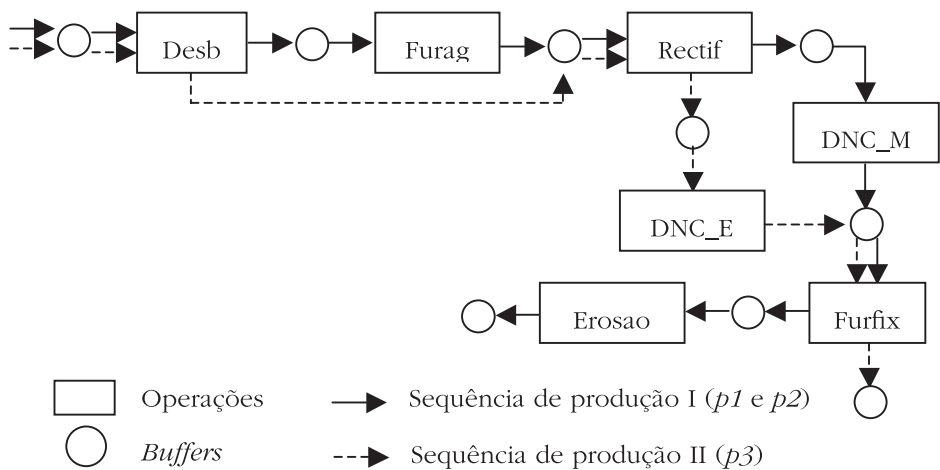 Desb
Furag
Rectif
DNC_M
DNC_E
Erosao
Furfix
Operações
Sequência de produção I (p1 e p2)
Buffers
Sequência de produção II (p3)